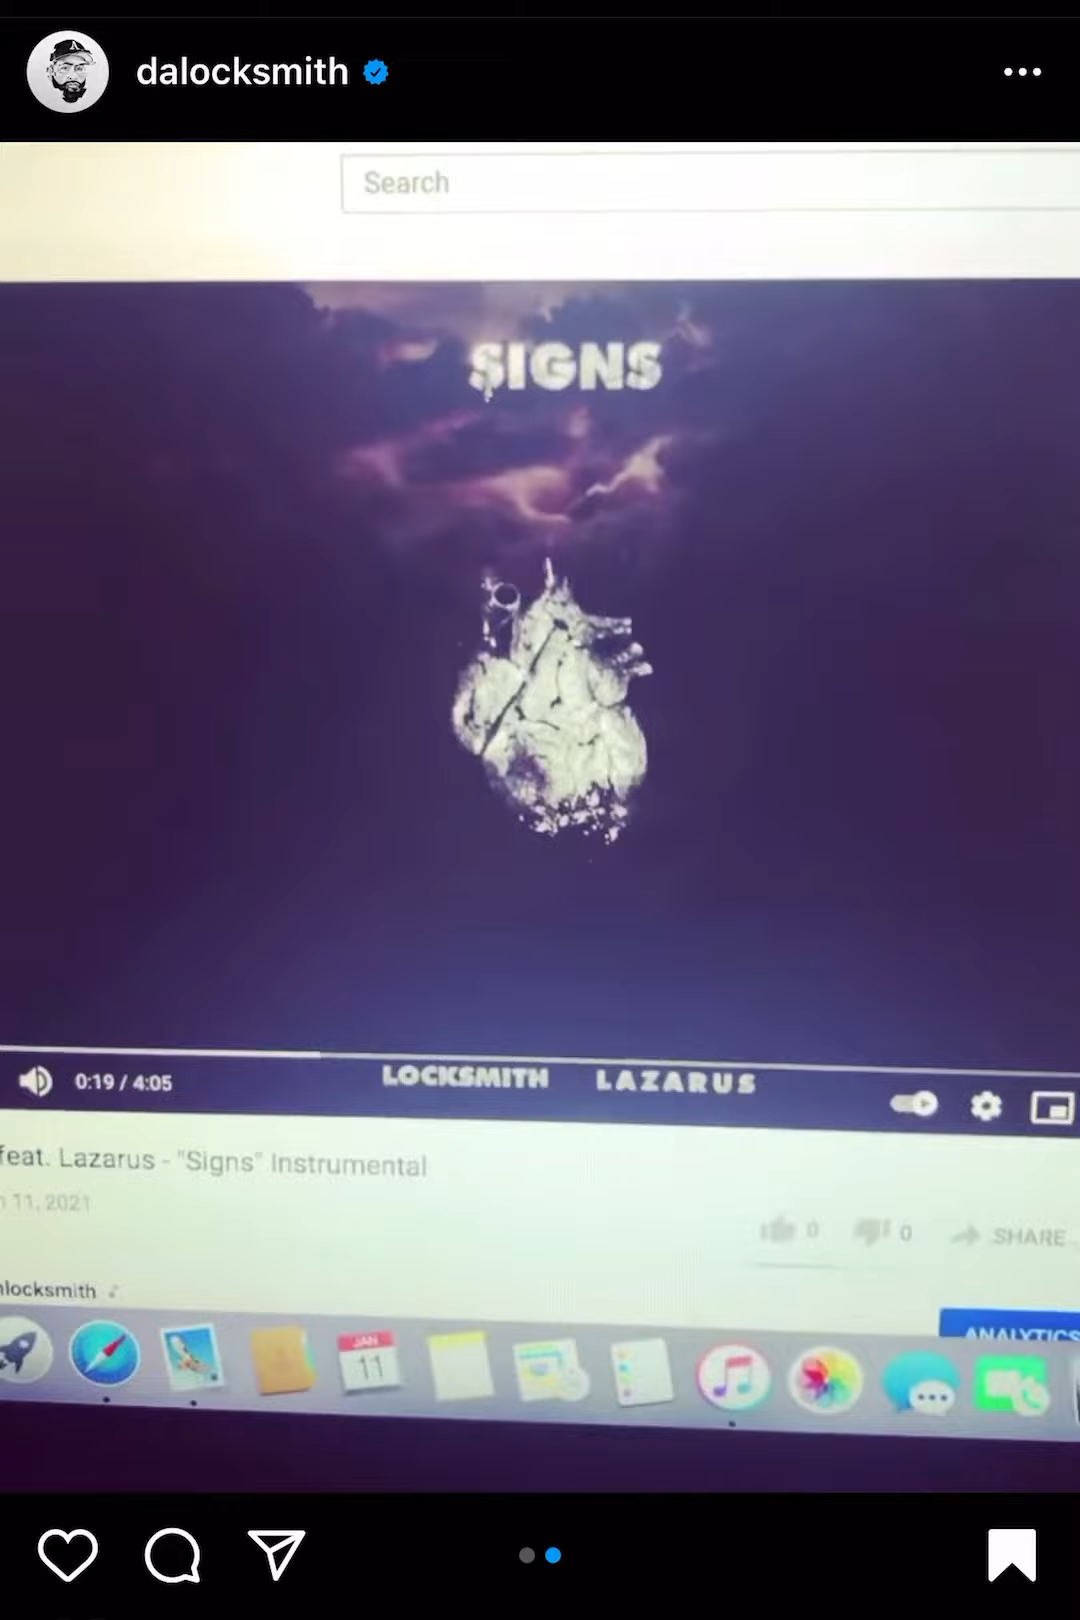 dalocksmith
Search
SIGNS
0:19 / 4:05
LOCKSMITH LAZARUS
feat. Lazarus - "Signs" Instrumental
11, 2021
0
0
SHARE
locksmith
ANALYTICS
JAN
11